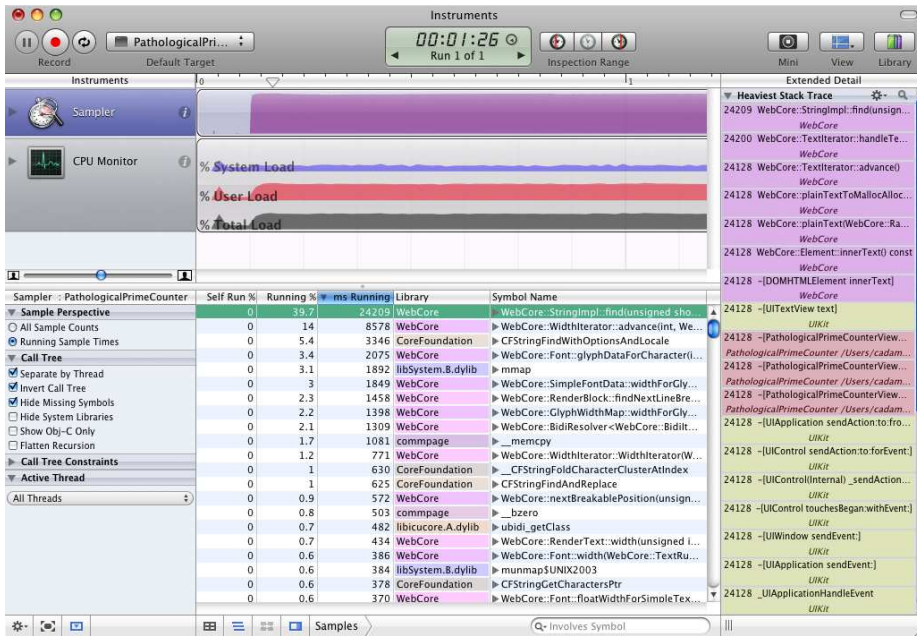 Instruments
PathologicalPri...
00:01:26
Run 1 of 1
Record
Default Target
Inspection Range
Mini
View
Library
Instruments
0
1
Extended Detail
Sampler
CPU Monitor
% System Load
% User Load
% Total Load
Heaviest Stack Trace
24209 WebCore::StringImpl::find(unsign...
WebCore
24200 WebCore::TextIterator::handleTe...
WebCore
24128 WebCore::TextIterator::advance()
WebCore
24128 WebCore::plainTextToMallocAlloc...
WebCore
24128 WebCore::plainText(WebCore::Ra...
WebCore
24128 WebCore::Element::innerText() const
WebCore
24128 -[DOMHTMLElement innerText]
WebCore
24128 -[UITextView text]
UIKit
24128 -[PathologicalPrimeCounterView...
PathologicalPrimeCounter /Users/cadam...
24128 -[PathologicalPrimeCounterView...
PathologicalPrimeCounter /Users/cadam...
24128 -[PathologicalPrimeCounterView...
PathologicalPrimeCounter /Users/cadam...
24128 -[UIApplication sendAction:to:fro...
UIKit
24128 -[UIControl sendAction:to:forEvent:]
UIKit
24128 -[UIControl(Internal) _sendAction...
UIKit
24128 -[UIControl touchesBegan:withEvent:]
UIKit
24128 -[UIWindow sendEvent:]
UIKit
24128 -[UIApplication sendEvent:]
UIKit
24128 _UIApplicationHandleEvent
UIKit
Sampler : PathologicalPrimeCounter
Sample Perspective
All Sample Counts
Running Sample Times
Call Tree
Separate by Thread
Invert Call Tree
Hide Missing Symbols
Hide System Libraries
Show Obj-C Only
Flatten Recursion
Call Tree Constraints
Active Thread
All Threads
Self Run % Running % ms Running Library Symbol Name
0 39.7 24209 WebCore WebCore::StringImpl::find(unsigned sho...
0 14 8578 WebCore WebCore::WidthIterator::advance(int, We...
0 5.4 3346 CoreFoundation CFStringFindWithOptionsAndLocale
0 3.4 2075 WebCore WebCore::Font::glyphDataForCharacter(i...
0 3.1 1892 libSystem.B.dylib mmap
0 3 1849 WebCore WebCore::SimpleFontData::widthForGly...
0 2.3 1458 WebCore WebCore::RenderBlock::findNextLineBre...
0 2.2 1398 WebCore WebCore::GlyphWidthMap::widthForGly...
0 2.1 1309 WebCore WebCore::BidiResolver<WebCore::BidiIt...
0 1.7 1081 commpage __memcpy
0 1.2 771 WebCore WebCore::WidthIterator::WidthIterator(W...
0 1 630 CoreFoundation __CFStringFoldCharacterClusterAtIndex
0 1 625 CoreFoundation CFStringFindAndReplace
0 0.9 572 WebCore WebCore::nextBreakablePosition(unsign...
0 0.8 503 commpage __bzero
0 0.7 482 libicucore.A.dylib ubidi_getClass
0 0.7 434 WebCore WebCore::RenderText::width(unsigned i...
0 0.6 386 WebCore WebCore::Font::width(WebCore::TextRu...
0 0.6 384 libSystem.B.dylib munmap$UNIX2003
0 0.6 378 CoreFoundation CFStringGetCharactersPtr
0 0.6 370 WebCore WebCore::Font::floatWidthForSimpleTex...
Samples
Involves Symbol